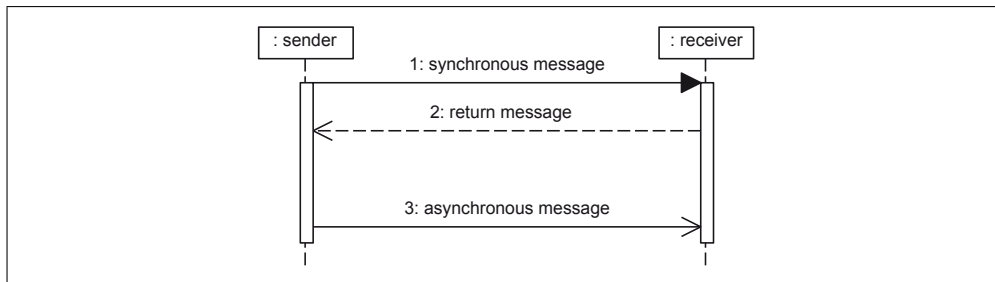 : sender
: receiver
1: synchronous message
2: return message
3: asynchronous message